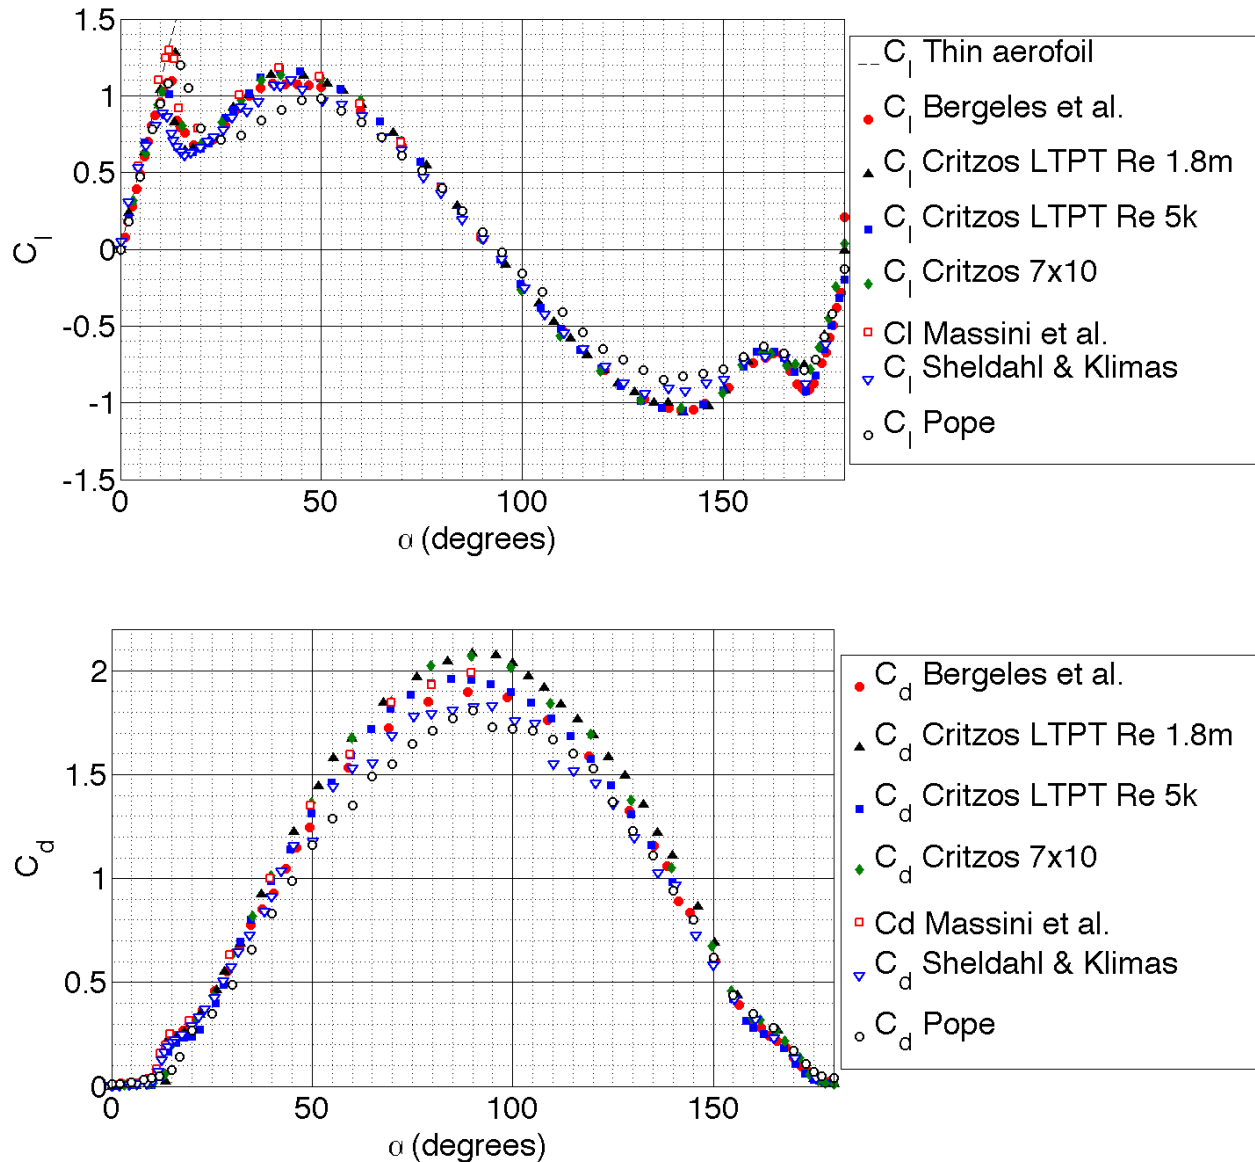 1.5
1
0.5
0
-0.5
-1
-1.5
C_l
0
50
100
150
α (degrees)
C_l Thin aerofoil
C_l Bergeles et al.
C_l Critzos LTPT Re 1.8m
C_l Critzos LTPT Re 5k
C_l Critzos 7x10
Cl Massini et al.
C_l Sheldahl & Klimas
C_l Pope
2
1.5
1
0.5
0
C_d
0
50
100
150
α (degrees)
C_d Bergeles et al.
C_d Critzos LTPT Re 1.8m
C_d Critzos LTPT Re 5k
C_d Critzos 7x10
Cd Massini et al.
C_d Sheldahl & Klimas
C_d Pope